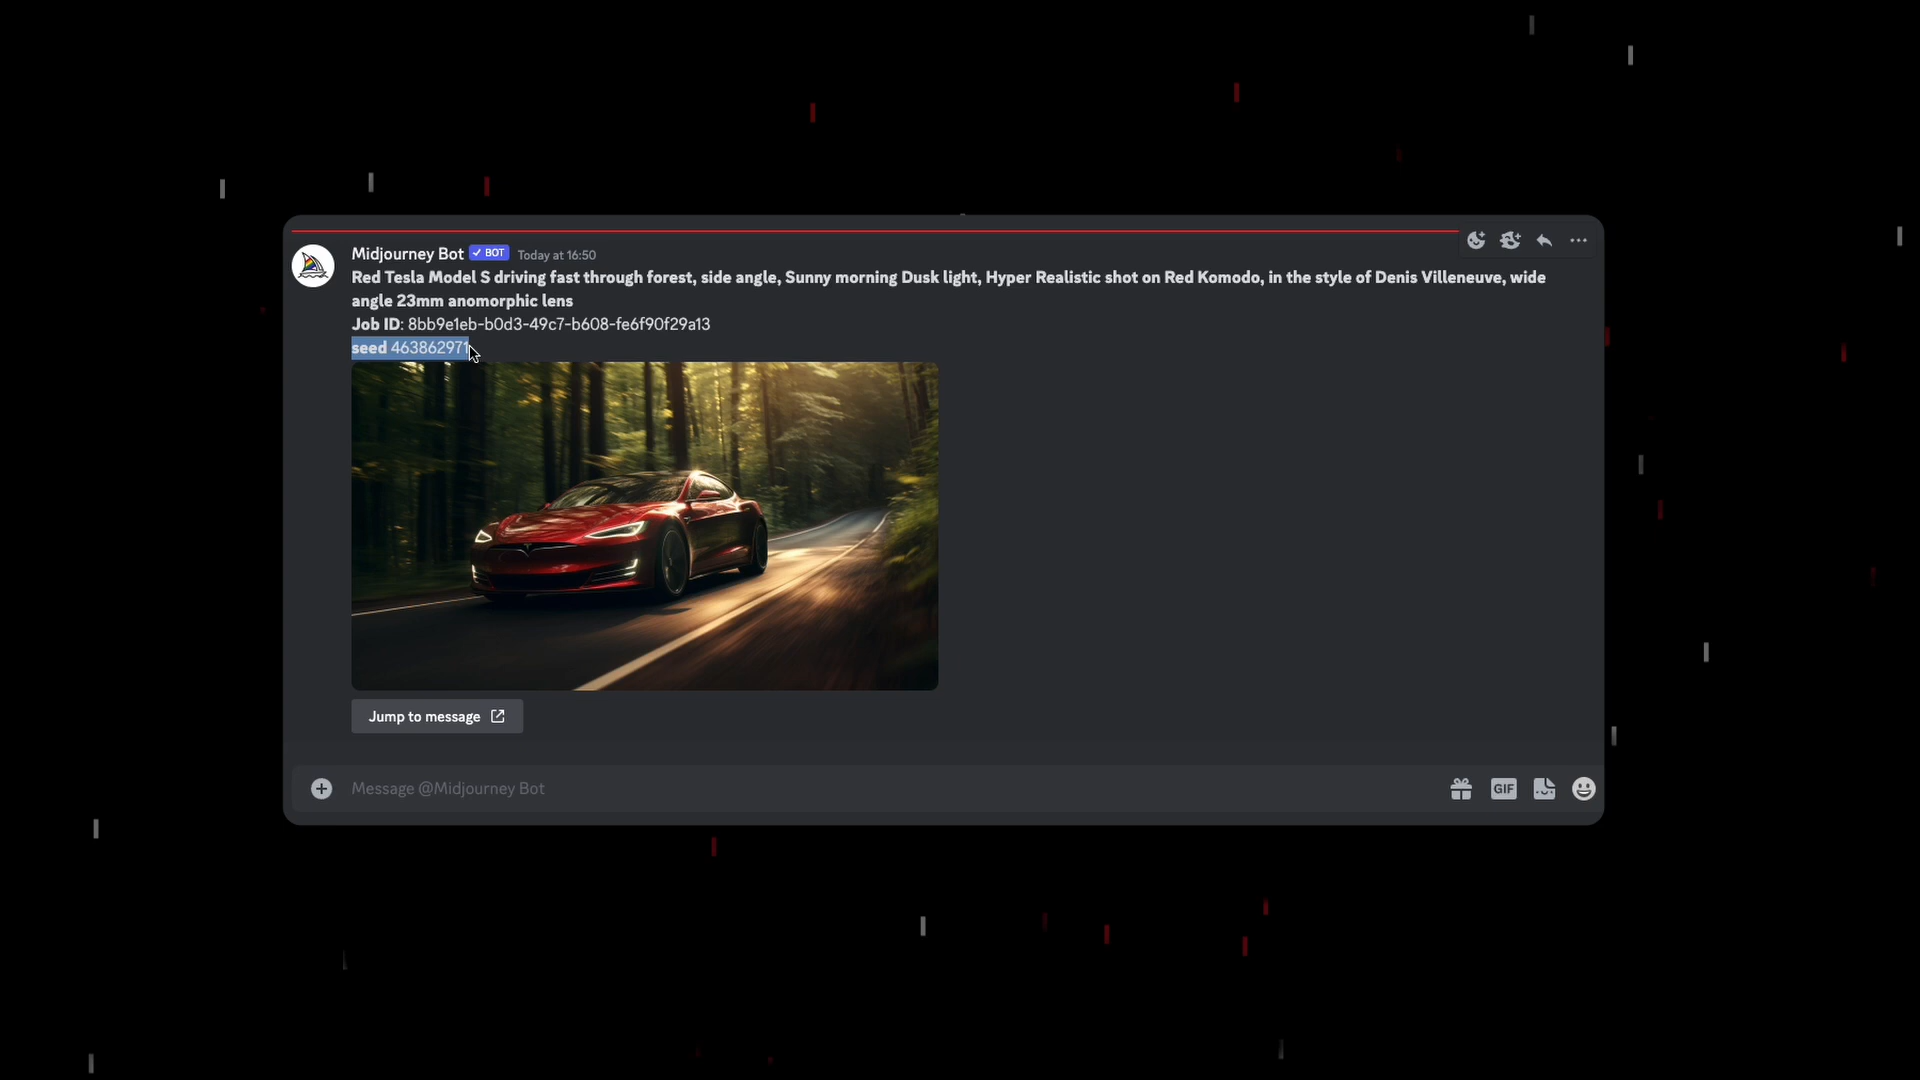 Midjourney Bot ✓ BOT Today at 16:50
Red Tesla Model S driving fast through forest, side angle, Sunny morning Dusk light, Hyper Realistic shot on Red Komodo, in the style of Denis Villeneuve, wide
angle 23mm anomorphic lens
Job ID: 8bb9e1eb-b0d3-49c7-b608-fe6f90f29a13
seed 463862971
Jump to message
Message @Midjourney Bot
GIF